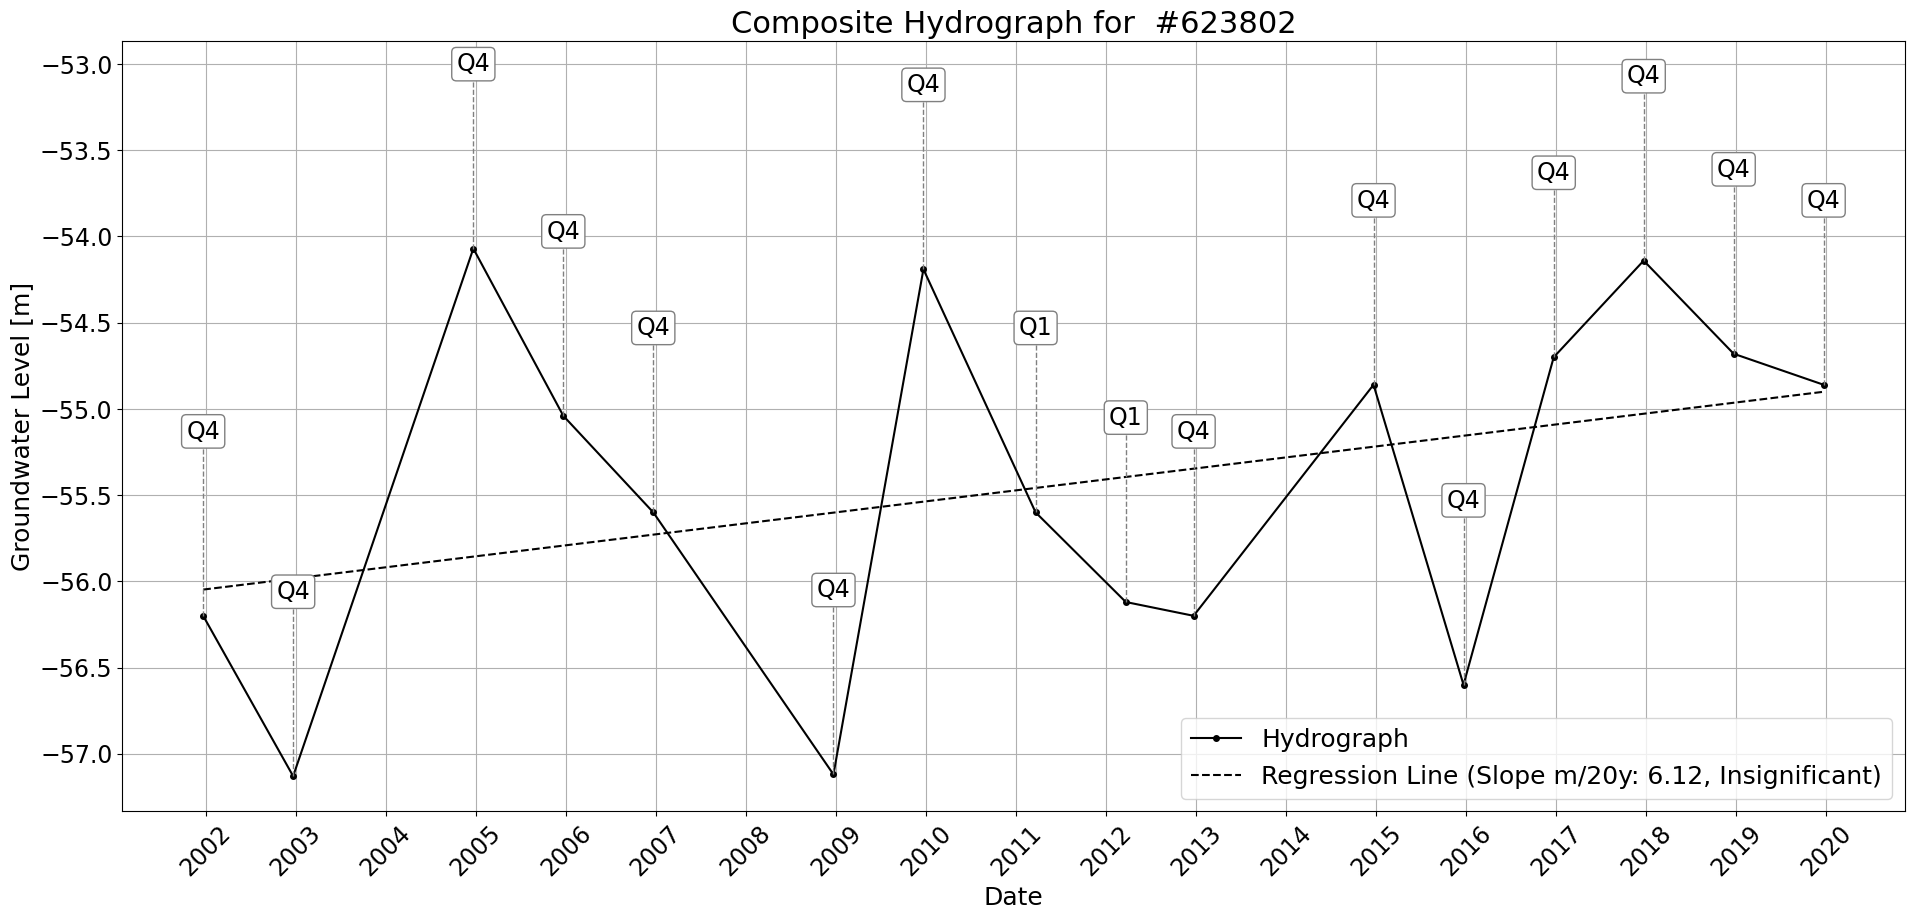 Composite Hydrograph for  #623802
Groundwater Level [m]
−53.0
−53.5
−54.0
−54.5
−55.0
−55.5
−56.0
−56.5
−57.0
Q4
Q4
Q4
Q4
Q4
Q4
Q4
Q1
Q1
Q4
Q4
Q4
Q4
Q4
Q4
Q4
Hydrograph
Regression Line (Slope m/20y: 6.12, Insignificant)
2002
2003
2004
2005
2006
2007
2008
2009
2010
2011
2012
2013
2014
2015
2016
2017
2018
2019
2020
Date